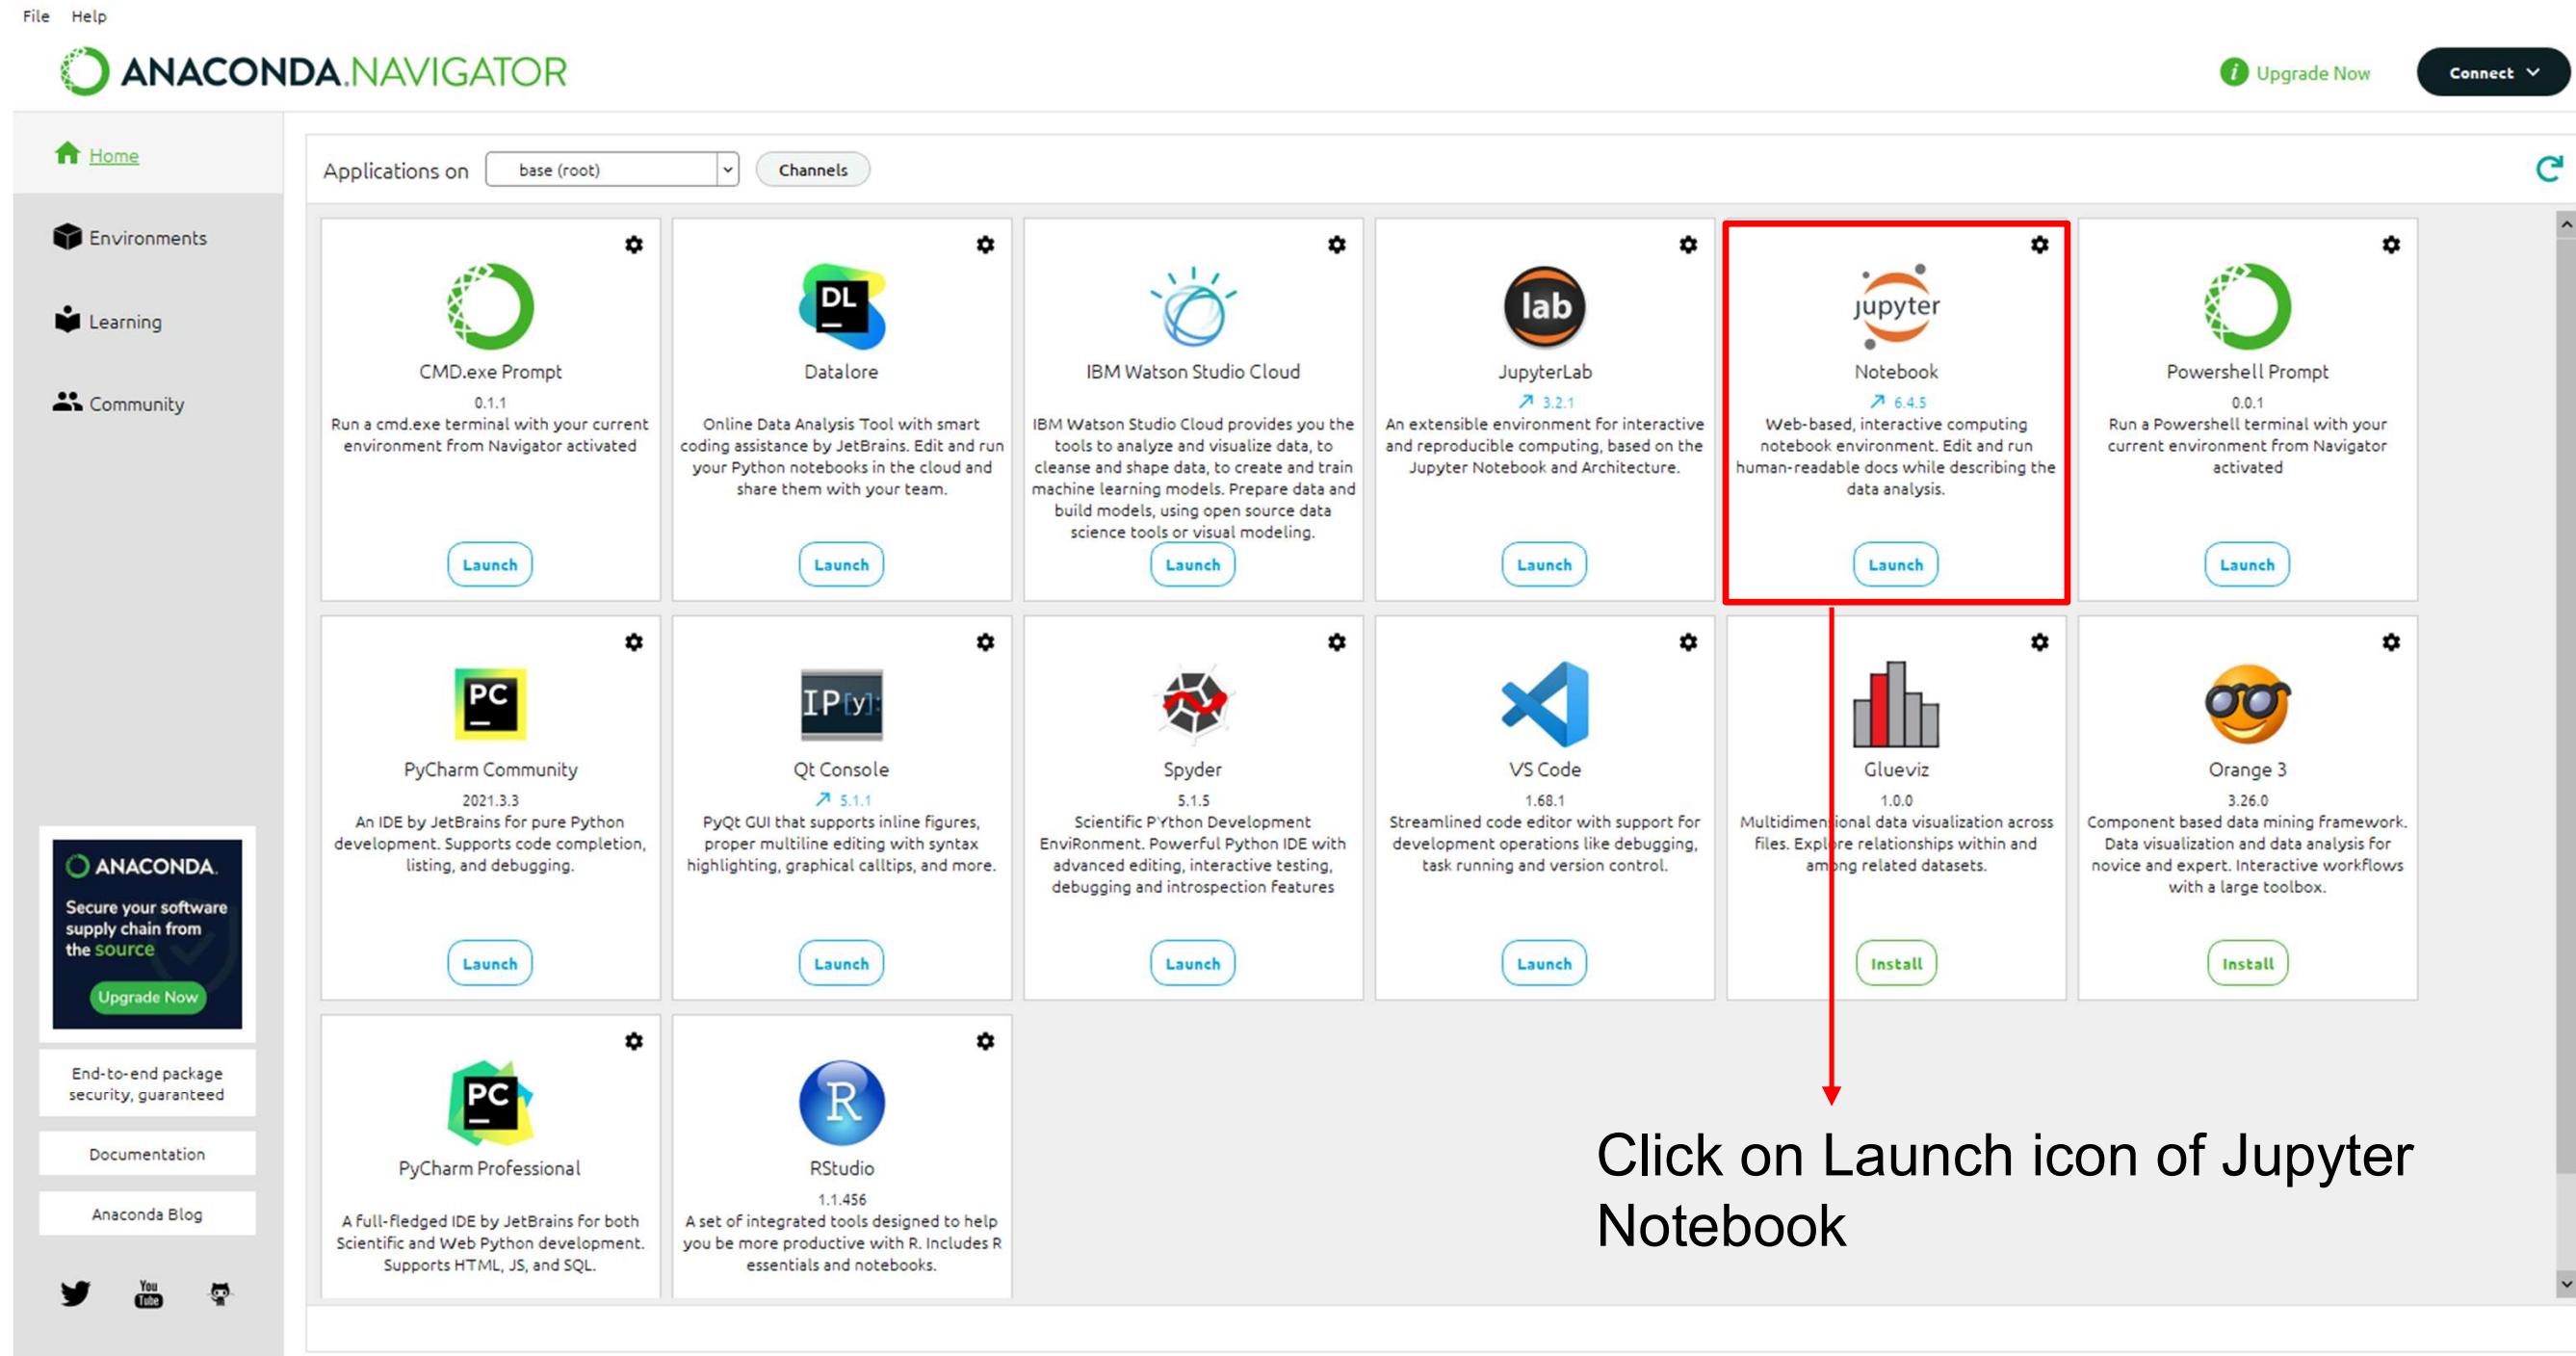 File Help
ANACONDA.NAVIGATOR
Upgrade Now
Connect
Home
Environments
Learning
Community
Applications on base (root) Channels
CMD.exe Prompt
0.1.1
Run a cmd.exe terminal with your current
environment from Navigator activated
Launch
DL
Datalore
Online Data Analysis Tool with smart
coding assistance by JetBrains. Edit and run
your Python notebooks in the cloud and
share them with your team.
Launch
IBM Watson Studio Cloud
IBM Watson Studio Cloud provides you the
tools to analyze and visualize data, to
cleanse and shape data, to create and train
machine learning models. Prepare data and
build models, using open source data
science tools or visual modeling.
Launch
lab
JupyterLab
3.2.1
An extensible environment for interactive
and reproducible computing, based on the
Jupyter Notebook and Architecture.
Launch
jupyter
Notebook
6.4.5
Web-based, interactive computing
notebook environment. Edit and run
human-readable docs while describing the
data analysis.
Launch
Powershell Prompt
0.0.1
Run a Powershell terminal with your
current environment from Navigator
activated
Launch
PC
PyCharm Community
2021.3.3
An IDE by JetBrains for pure Python
development. Supports code completion,
listing, and debugging.
Launch
IP[y]:
Qt Console
5.1.1
PyQt GUI that supports inline figures,
proper multiline editing with syntax
highlighting, graphical calltips, and more.
Launch
Spyder
5.1.5
Scientific PYthon Development
EnviRonment. Powerful Python IDE with
advanced editing, interactive testing,
debugging and introspection features
Launch
VS Code
1.68.1
Streamlined code editor with support for
development operations like debugging,
task running and version control.
Launch
Glueviz
1.0.0
Multidimensional data visualization across
files. Explore relationships within and
among related datasets.
Install
Orange 3
3.26.0
Component based data mining framework.
Data visualization and data analysis for
novice and expert. Interactive workflows
with a large toolbox.
Install
PC
PyCharm Professional
A full-fledged IDE by JetBrains for both
Scientific and Web Python development.
Supports HTML, JS, and SQL.
R
RStudio
1.1.456
A set of integrated tools designed to help
you be more productive with R. Includes R
essentials and notebooks.
Click on Launch icon of Jupyter
Notebook
ANACONDA.
Secure your software
supply chain from
the source
Upgrade Now
End-to-end package
security, guaranteed
Documentation
Anaconda Blog
You
Tube